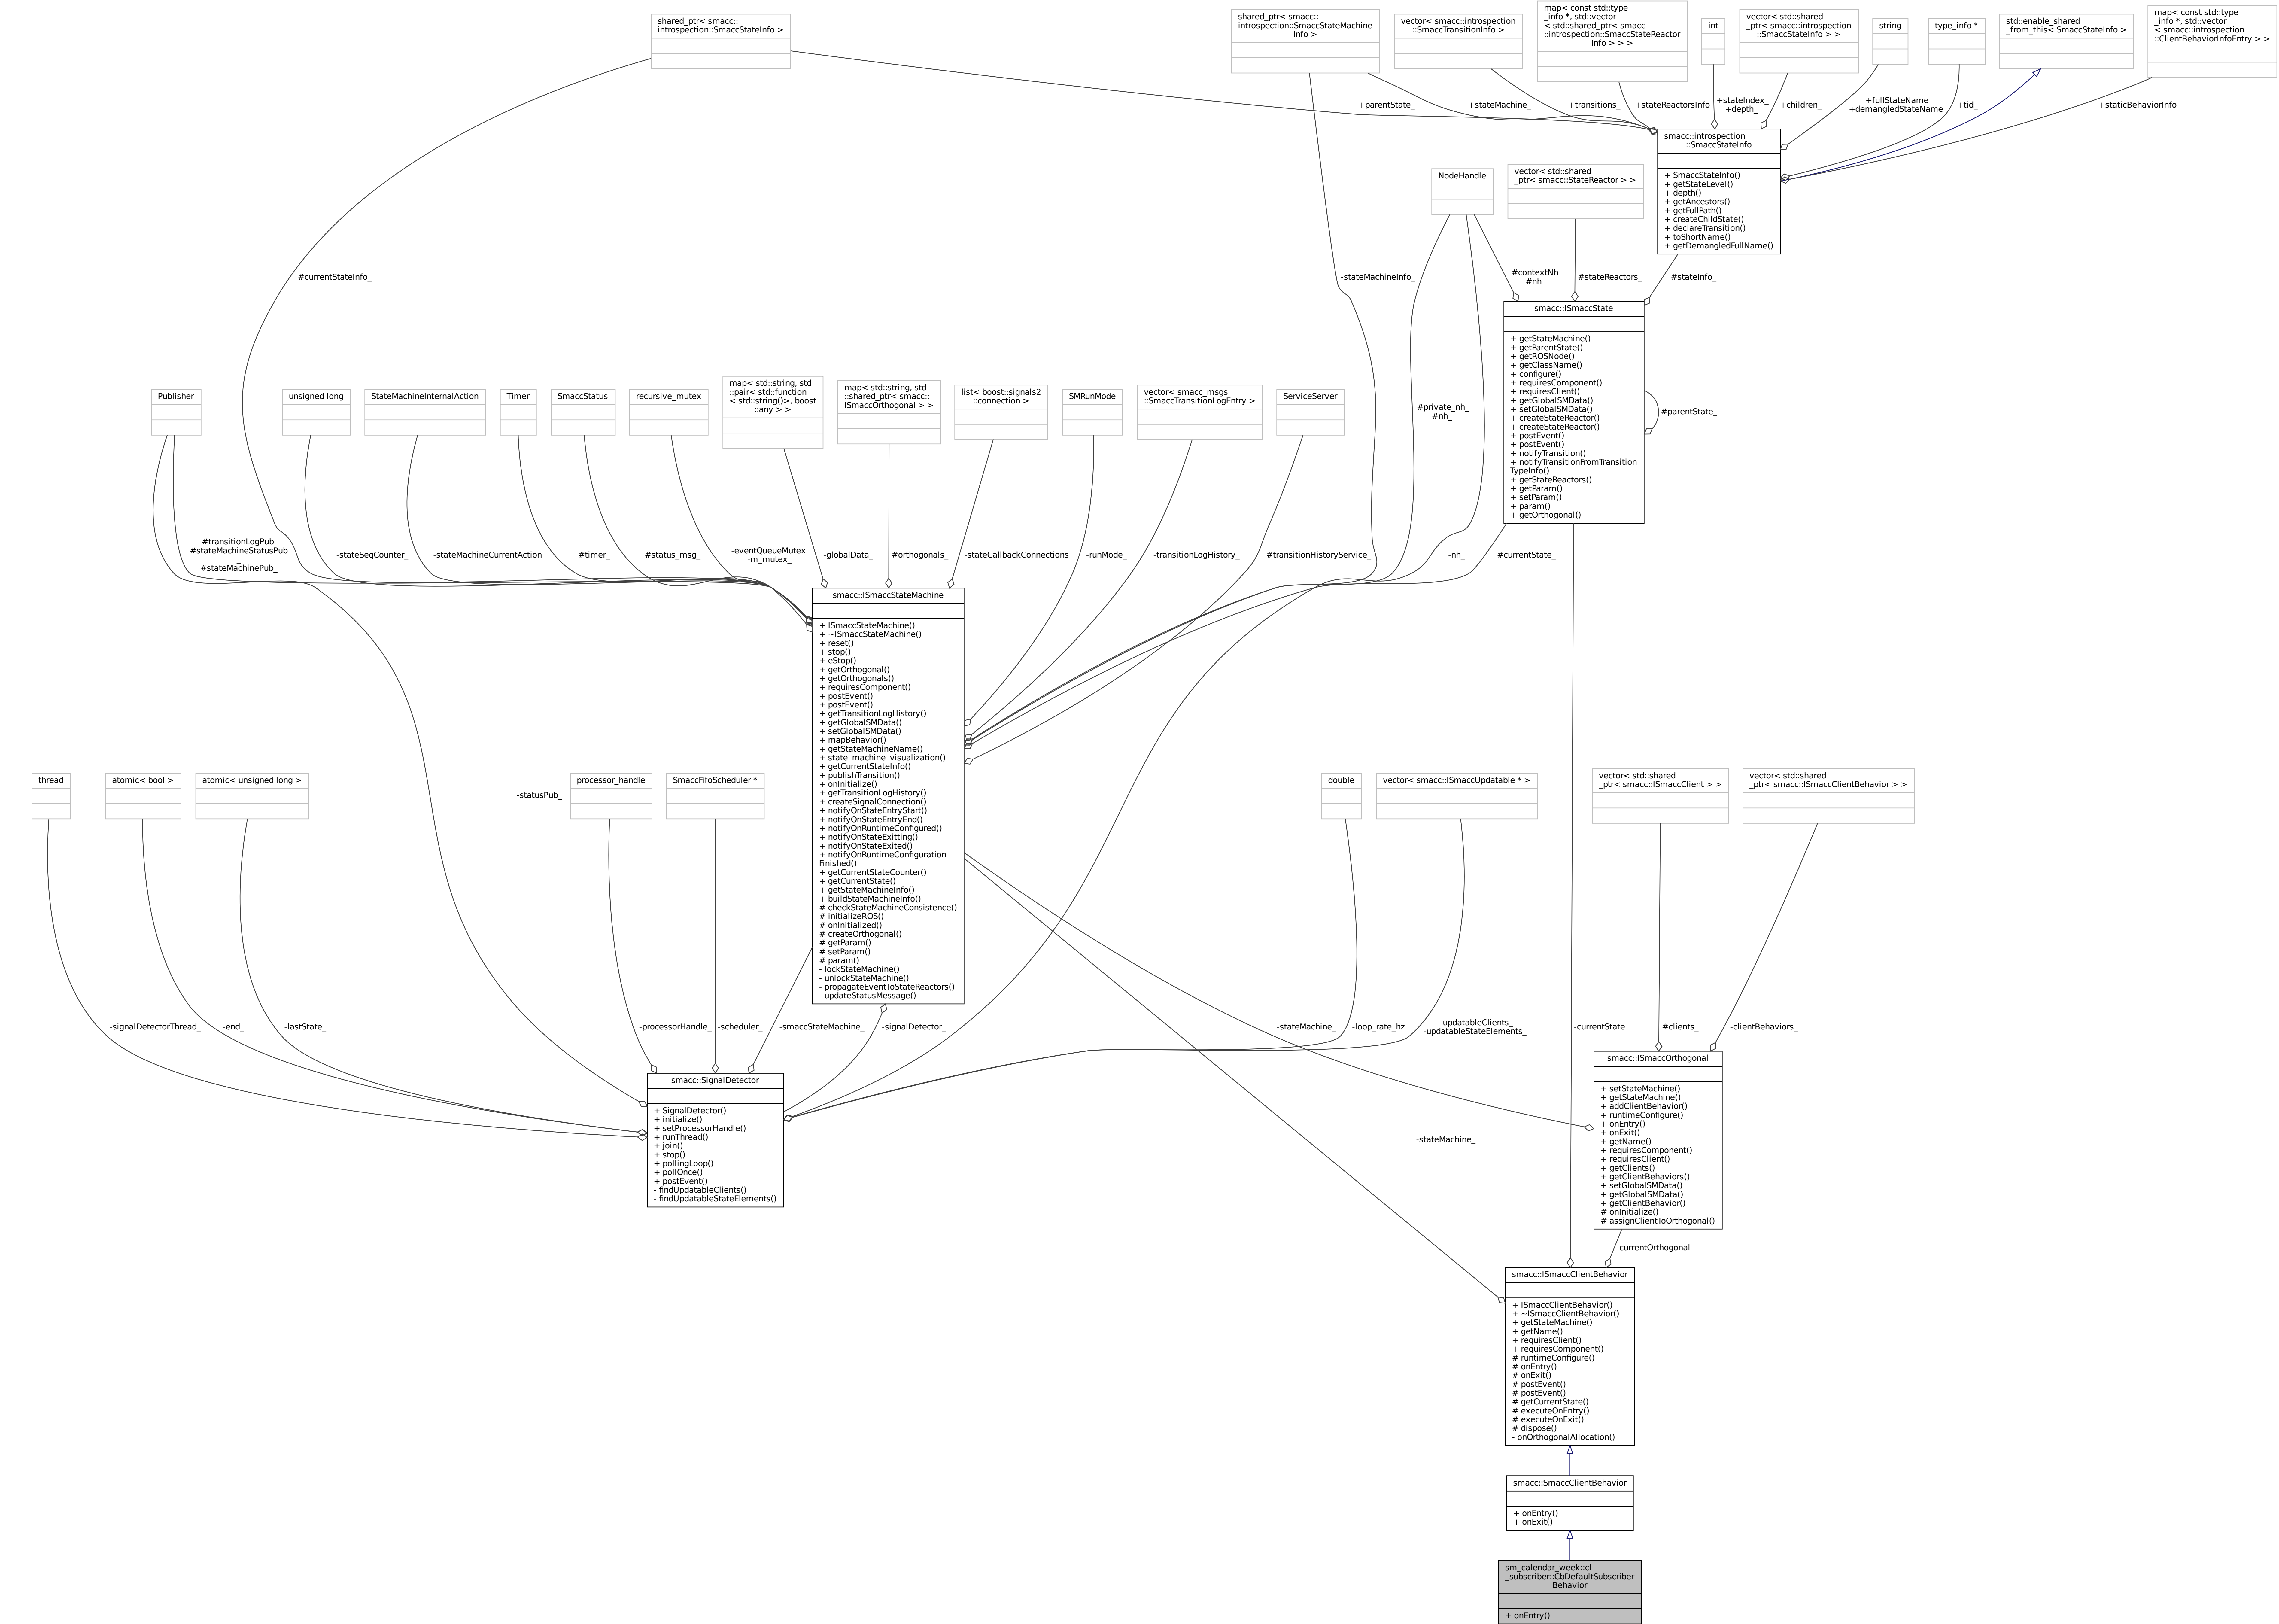 shared_ptr< smacc::
introspection::SmaccStateInfo >
shared_ptr< smacc::
introspection::SmaccStateMachine
Info >
vector< smacc::introspection
::SmaccTransitionInfo >
map< const std::type
_info *, std::vector
< std::shared_ptr< smacc
::introspection::SmaccStateReactor
Info > > >
int
vector< std::shared
_ptr< smacc::introspection
::SmaccStateInfo > >
string
type_info *
std::enable_shared
_from_this< SmaccStateInfo >
map< const std::type
_info *, std::vector
< smacc::introspection
::ClientBehaviorInfoEntry > >
+parentState_
+stateMachine_
+transitions_
+stateReactorsInfo
+stateIndex_
+depth_
+children_
+fullStateName
+demangledStateName
+tid_
+staticBehaviorInfo
smacc::introspection
::SmaccStateInfo
+ SmaccStateInfo()
+ getStateLevel()
+ depth()
+ getAncestors()
+ getFullPath()
+ createChildState()
+ declareTransition()
+ toShortName()
+ getDemangledFullName()
NodeHandle
vector< std::shared
_ptr< smacc::StateReactor > >
#currentStateInfo_
-stateMachineInfo_
#contextNh
#nh
#stateReactors_
#stateInfo_
smacc::ISmaccState
+ getStateMachine()
+ getParentState()
+ getROSNode()
+ getClassName()
+ configure()
+ requiresComponent()
+ requiresClient()
+ getGlobalSMData()
+ setGlobalSMData()
+ createStateReactor()
+ createStateReactor()
+ postEvent()
+ postEvent()
+ notifyTransition()
+ notifyTransitionFromTransition
TypeInfo()
+ getStateReactors()
+ getParam()
+ setParam()
+ param()
+ getOrthogonal()
#parentState_
#private_nh_
#nh_
Publisher
unsigned long
StateMachineInternalAction
Timer
SmaccStatus
recursive_mutex
map< std::string, std
::pair< std::function
< std::string()>, boost
::any > >
map< std::string, std
::shared_ptr< smacc::
ISmaccOrthogonal > >
list< boost::signals2
::connection >
SMRunMode
vector< smacc_msgs
::SmaccTransitionLogEntry >
ServiceServer
#transitionLogPub_
#stateMachineStatusPub
_
#stateMachinePub_
-stateSeqCounter_
-stateMachineCurrentAction
#timer_
#status_msg_
-eventQueueMutex_
-m_mutex_
-globalData_
#orthogonals_
-stateCallbackConnections
-runMode_
-transitionLogHistory_
#transitionHistoryService_
-nh_
#currentState_
smacc::ISmaccStateMachine
+ ISmaccStateMachine()
+ ~ISmaccStateMachine()
+ reset()
+ stop()
+ eStop()
+ getOrthogonal()
+ getOrthogonals()
+ requiresComponent()
+ postEvent()
+ postEvent()
+ getTransitionLogHistory()
+ getGlobalSMData()
+ setGlobalSMData()
+ mapBehavior()
+ getStateMachineName()
+ state_machine_visualization()
+ getCurrentStateInfo()
+ publishTransition()
+ onInitialize()
+ getTransitionLogHistory()
+ createSignalConnection()
+ notifyOnStateEntryStart()
+ notifyOnStateEntryEnd()
+ notifyOnRuntimeConfigured()
+ notifyOnStateExitting()
+ notifyOnStateExited()
+ notifyOnRuntimeConfiguration
Finished()
+ getCurrentStateCounter()
+ getCurrentState()
+ getStateMachineInfo()
+ buildStateMachineInfo()
# checkStateMachineConsistence()
# initializeROS()
# onInitialized()
# createOrthogonal()
# getParam()
# setParam()
# param()
- lockStateMachine()
- unlockStateMachine()
- propagateEventToStateReactors()
- updateStatusMessage()
thread
atomic< bool >
atomic< unsigned long >
-statusPub_
processor_handle
SmaccFifoScheduler *
double
vector< smacc::ISmaccUpdatable * >
vector< std::shared
_ptr< smacc::ISmaccClient > >
vector< std::shared
_ptr< smacc::ISmaccClientBehavior > >
-signalDetectorThread_
-end_
-lastState_
-processorHandle_
-scheduler_
-smaccStateMachine_
-signalDetector_
-stateMachine_
-loop_rate_hz
-updatableClients_
-updatableStateElements_
-currentState
#clients_
-clientBehaviors_
smacc::SignalDetector
+ SignalDetector()
+ initialize()
+ setProcessorHandle()
+ runThread()
+ join()
+ stop()
+ pollingLoop()
+ pollOnce()
+ postEvent()
- findUpdatableClients()
- findUpdatableStateElements()
smacc::ISmaccOrthogonal
+ setStateMachine()
+ getStateMachine()
+ addClientBehavior()
+ runtimeConfigure()
+ onEntry()
+ onExit()
+ getName()
+ requiresComponent()
+ requiresClient()
+ getClients()
+ getClientBehaviors()
+ setGlobalSMData()
+ getGlobalSMData()
+ getClientBehavior()
# onInitialize()
# assignClientToOrthogonal()
-stateMachine_
-currentOrthogonal
smacc::ISmaccClientBehavior
+ ISmaccClientBehavior()
+ ~ISmaccClientBehavior()
+ getStateMachine()
+ getName()
+ requiresClient()
+ requiresComponent()
# runtimeConfigure()
# onEntry()
# onExit()
# postEvent()
# postEvent()
# getCurrentState()
# executeOnEntry()
# executeOnExit()
# dispose()
- onOrthogonalAllocation()
smacc::SmaccClientBehavior
+ onEntry()
+ onExit()
sm_calendar_week::cl
_subscriber::CbDefaultSubscriber
Behavior
+ onEntry()